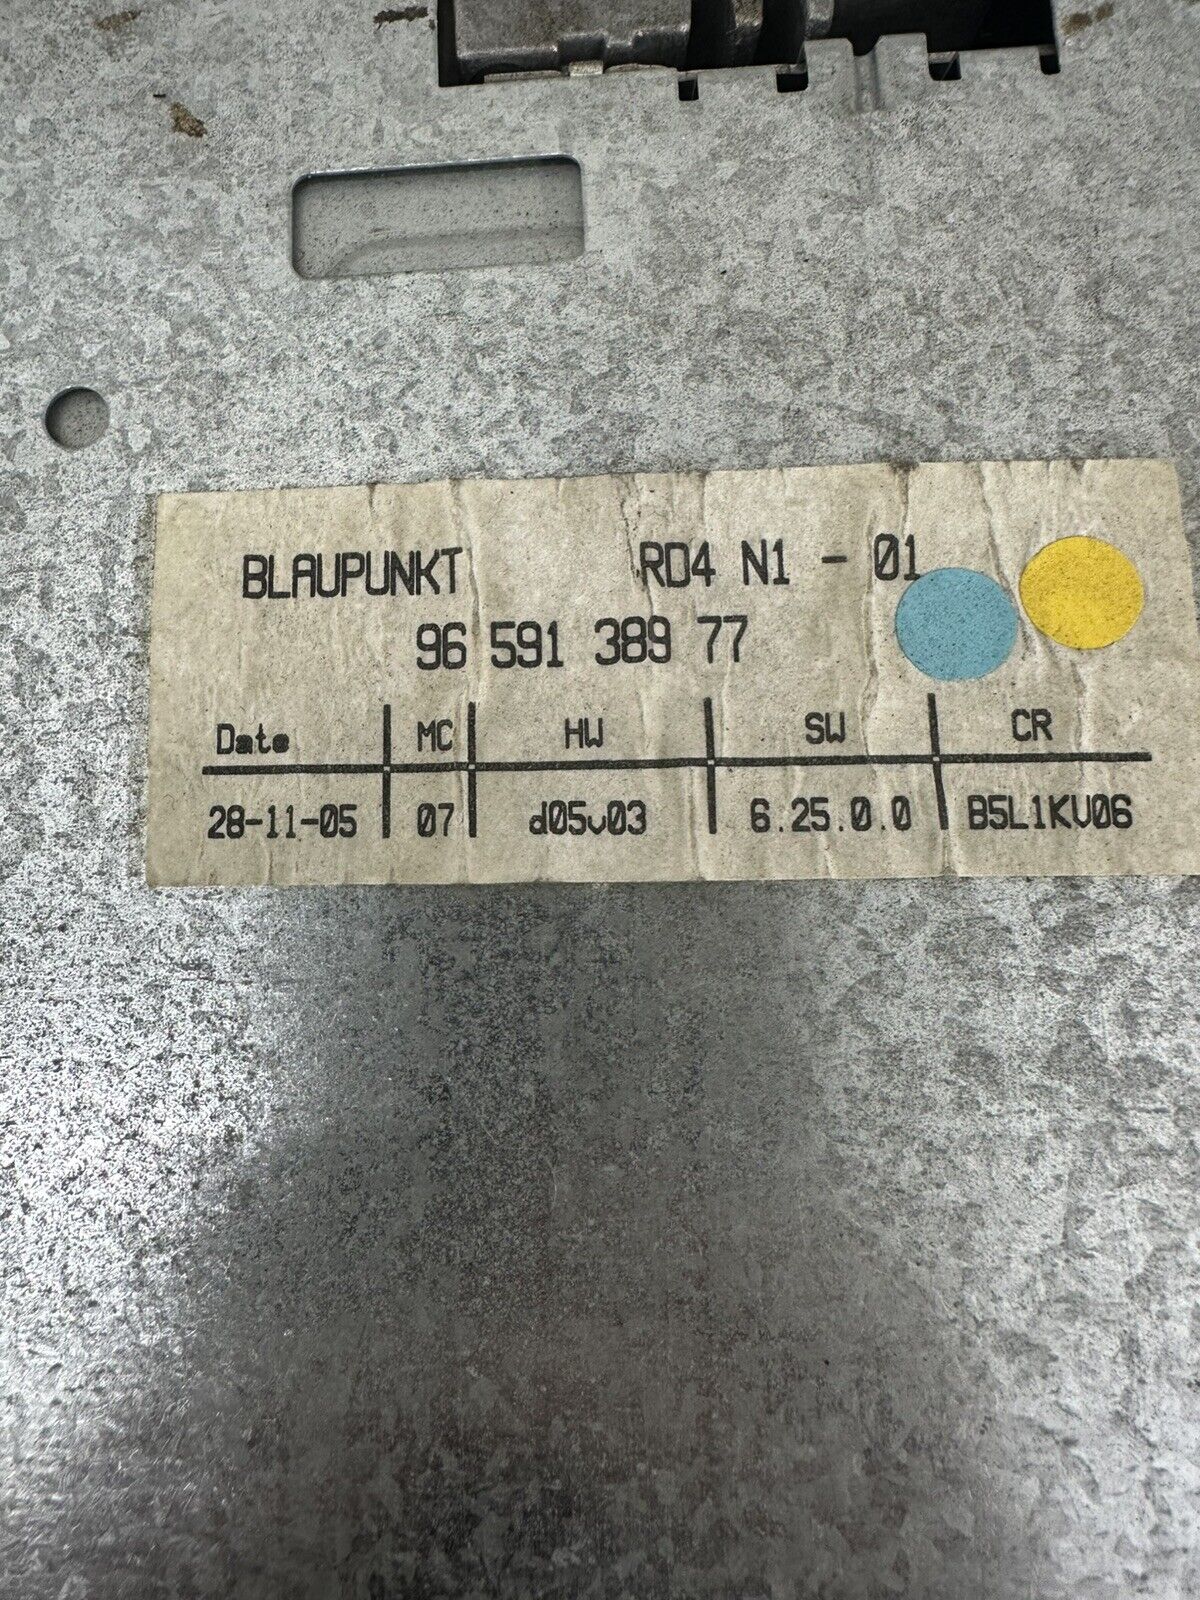 BLAUPUNKT RD4 N1 - 01
96 591 389 77
Date MC HW SW CR
28-11-05 07 d05v03 6.25.0.0 B5L1KV06